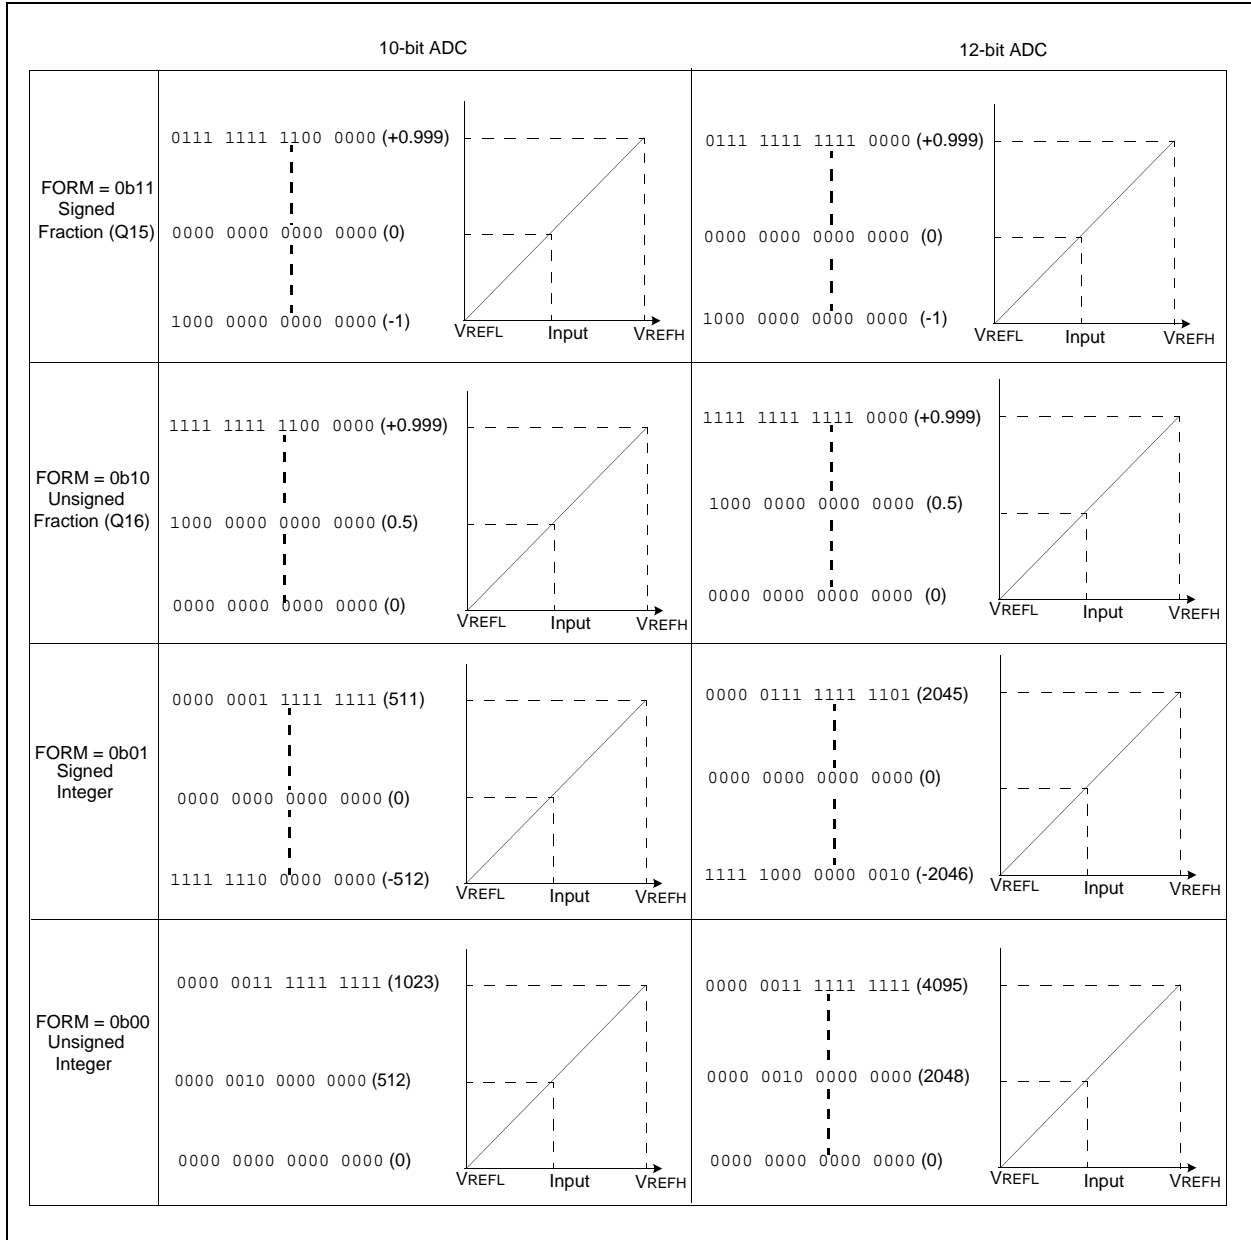 10-bit ADC
12-bit ADC
FORM = 0b11
Signed
Fraction (Q15)
0111 1111 1100 0000 (+0.999)
0000 0000 0000 0000 (0)
1000 0000 0000 0000 (-1)
VREFL Input VREFH
0111 1111 1111 0000 (+0.999)
0000 0000 0000 0000 (0)
1000 0000 0000 0000 (-1)
VREFL Input VREFH
FORM = 0b10
Unsigned
Fraction (Q16)
1111 1111 1100 0000 (+0.999)
1000 0000 0000 0000 (0.5)
0000 0000 0000 0000 (0)
VREFL Input VREFH
1111 1111 1111 0000 (+0.999)
1000 0000 0000 0000 (0.5)
0000 0000 0000 0000 (0)
VREFL Input VREFH
FORM = 0b01
Signed
Integer
0000 0001 1111 1111 (511)
0000 0000 0000 0000 (0)
1111 1110 0000 0000 (-512)
VREFL Input VREFH
0000 0111 1111 1101 (2045)
0000 0000 0000 0000 (0)
1111 1000 0000 0010 (-2046)
VREFL Input VREFH
FORM = 0b00
Unsigned
Integer
0000 0011 1111 1111 (1023)
0000 0010 0000 0000 (512)
0000 0000 0000 0000 (0)
VREFL Input VREFH
0000 0011 1111 1111 (4095)
0000 0010 0000 0000 (2048)
0000 0000 0000 0000 (0)
VREFL Input VREFH